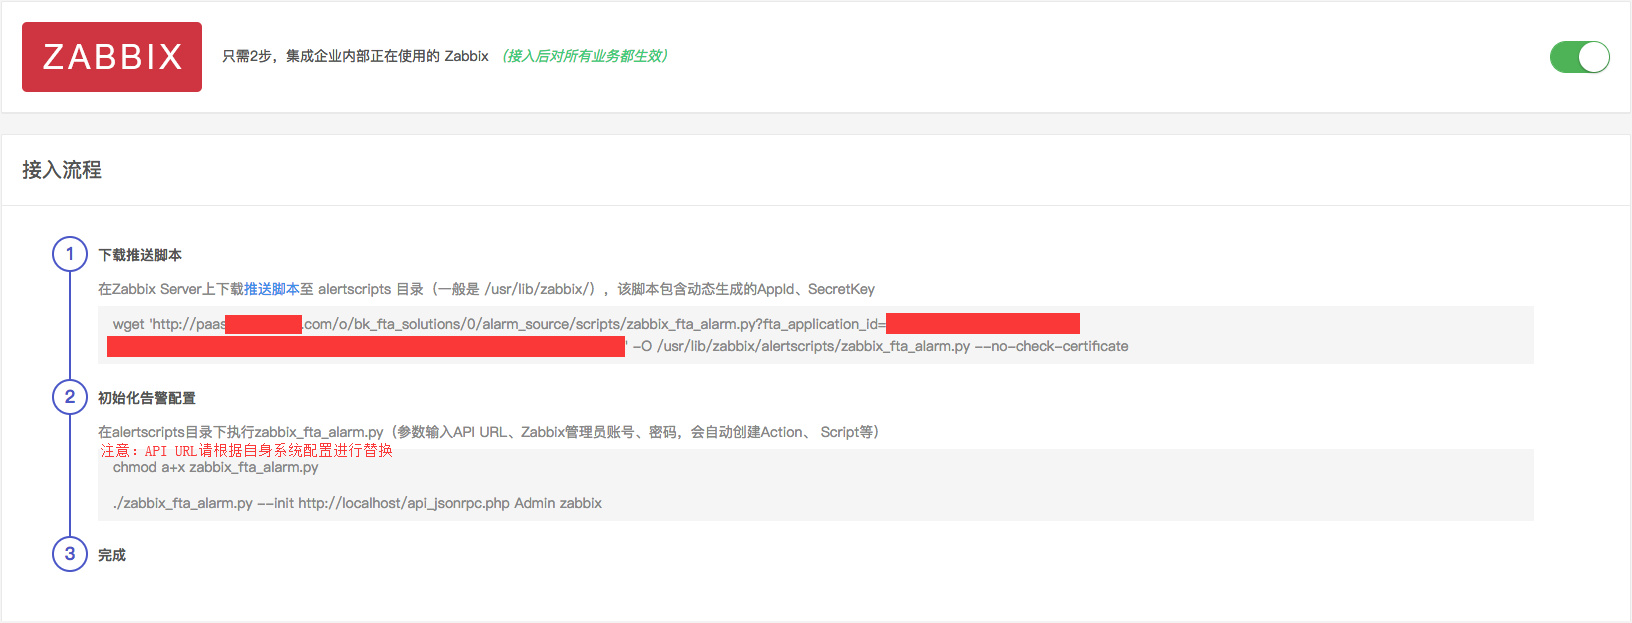 ZABBIX
只需2步，集成企业内部正在使用的 Zabbix （接入后对所有业务都生效）
接入流程
1 下载推送脚本
在Zabbix Server上下载推送脚本至 alertscripts 目录（一般是 /usr/lib/zabbix/），该脚本包含动态生成的AppId、SecretKey
wget 'http://paas .com/o/bk_fta_solutions/0/alarm_source/scripts/zabbix_fta_alarm.py?fta_application_id=
' -O /usr/lib/zabbix/alertscripts/zabbix_fta_alarm.py --no-check-certificate
2 初始化告警配置
在alertscripts目录下执行zabbix_fta_alarm.py（参数输入API URL、Zabbix管理员账号、密码，会自动创建Action、 Script等）
注意：API URL请根据自身系统配置进行替换
chmod a+x zabbix_fta_alarm.py
./zabbix_fta_alarm.py --init http://localhost/api_jsonrpc.php Admin zabbix
3 完成